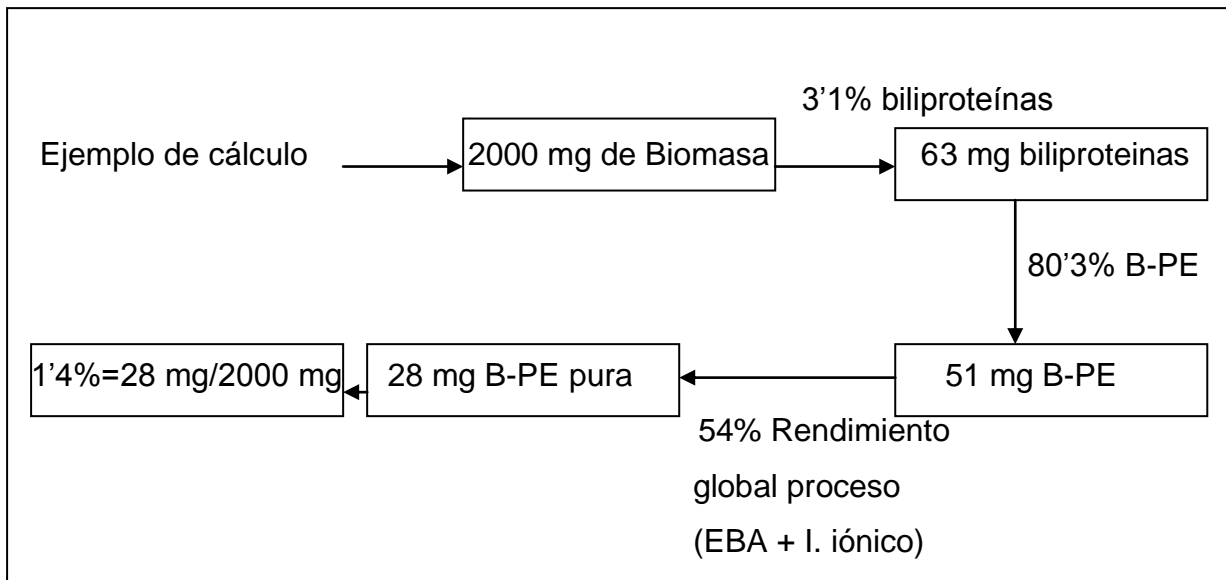 3’1% biliproteínas
Ejemplo de cálculo
2000 mg de Biomasa
63 mg biliproteinas
80’3% B-PE
51 mg B-PE
54% Rendimiento
global proceso
(EBA + I. iónico)
28 mg B-PE pura
1’4%=28 mg/2000 mg